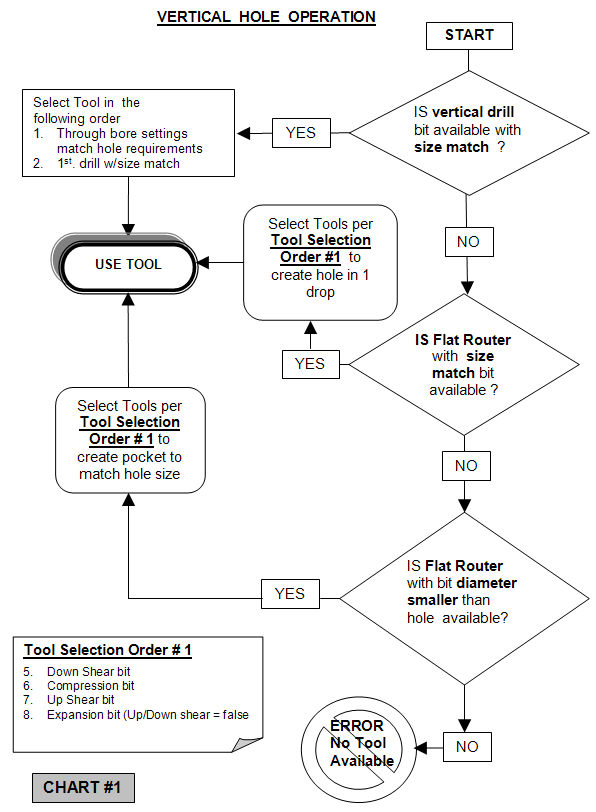 VERTICAL HOLE OPERATION
START
IS vertical drill
bit available with
size match ?
YES
Select Tool in the
following order
1. Through bore settings
match hole requirements
2. 1st. drill w/size match
NO
USE TOOL
Select Tools per
Tool Selection
Order #1 to
create hole in 1
drop
IS Flat Router
with size
match bit
available ?
YES
Select Tools per
Tool Selection
Order # 1 to
create pocket to
match hole size
NO
IS Flat Router
with bit diameter
smaller than
hole available?
YES
Tool Selection Order # 1
5. Down Shear bit
6. Compression bit
7. Up Shear bit
8. Expansion bit (Up/Down shear = false
NO
ERROR
No Tool
Available
CHART #1